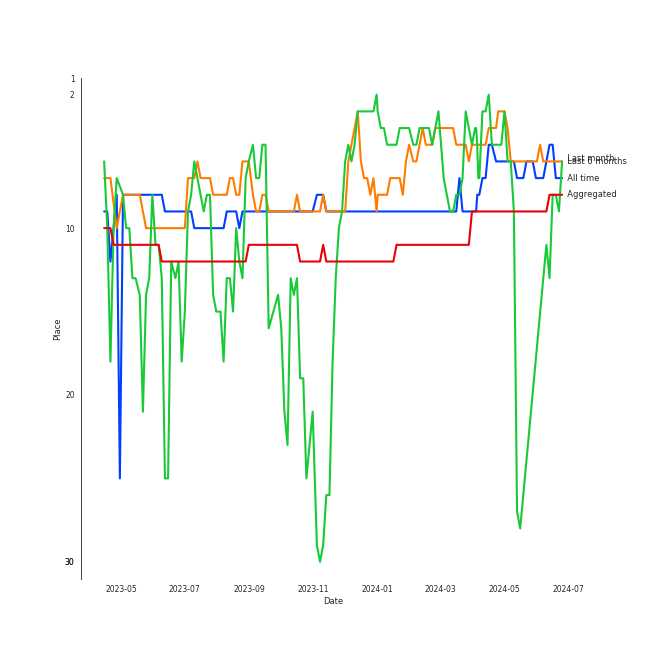 1
2
10
20
30
Place
Last month
Last 6 months
All time
Aggregated
2023-05
2023-07
2023-09
2023-11
2024-01
2024-03
2024-05
2024-07
Date